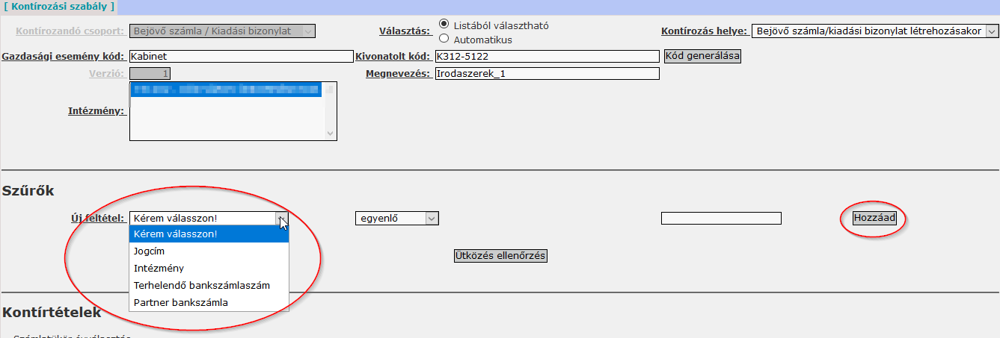 [ Kontírozási szabály ]
Kontírozandó csoport: Bejövő számla / Kiadási bizonylat Választás: Listából választható Kontírozás helye: Bejövő számla/kiadási bizonylat létrehozásakor
Automatikus
Gazdasági esemény kód: Kabinet Kivonatolt kód: K312-5122 Kód generálása
Verzió: 1 Megnevezés: Irodaszerek_1
Intézmény:
Szűrők
Új feltétel: Kérem válasszon! egyenlő Hozzáad
Kérem válasszon!
Jogcím
Ütközés ellenőrzés
Intézmény
Terhelendő bankszámlaszám
Partner bankszámla
Kontírtételek